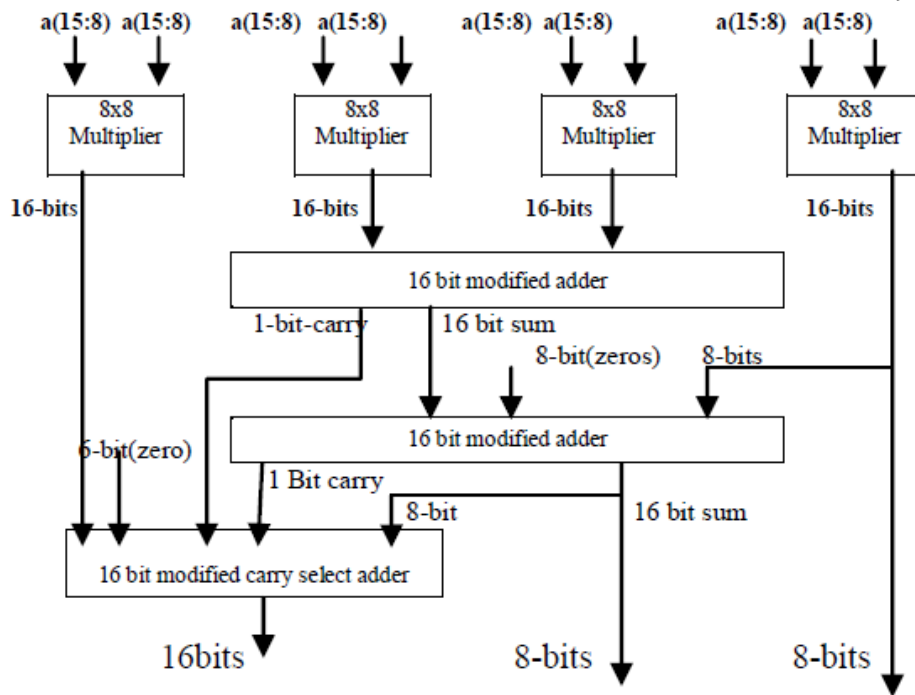 a(15:8) a(15:8) a(15:8) a(15:8) a(15:8) a(15:8) a(15:8) a(15:8)
8x8 Multiplier
8x8 Multiplier
8x8 Multiplier
8x8 Multiplier
16-bits 16-bits 16-bits 16-bits
16 bit modified adder
1-bit-carry 16 bit sum
8-bit(zeros) 8-bits
16 bit modified adder
6-bit(zero)
1 Bit carry
8-bit 16 bit sum
16 bit modified carry select adder
16bits 8-bits 8-bits